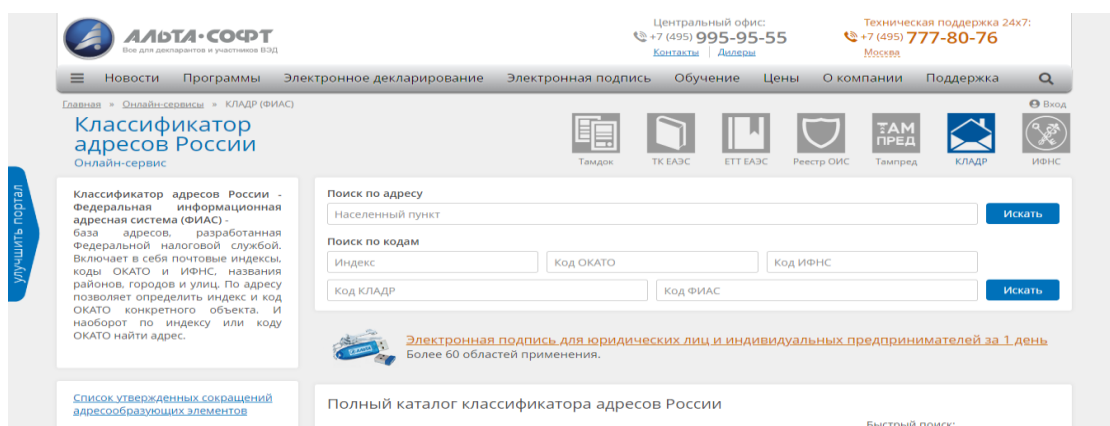 АЛЬТА-СОФТ
Все для декларантов и участников ВЭД
Центральный офис:
+7 (495) 995-95-55
Контакты | Дилеры
Техническая поддержка 24x7:
+7 (495) 777-80-76
Москва
Новости Программы Электронное декларирование Электронная подпись Обучение Цены О компании Поддержка
Главная » Онлайн-сервисы » КЛАДР (ФИАС)
Вход
Классификатор
адресов России
Онлайн-сервис
ТАМ
ПРЕД
Тамдок ТК ЕАЭС ЕТТ ЕАЭС Реестр ОИС Тампред КЛАДР ИФНС
улучшить портал
Классификатор адресов России -
Федеральная информационная
адресная система (ФИАС) -
база адресов, разработанная
Федеральной налоговой службой.
Включает в себя почтовые индексы,
коды ОКАТО и ИФНС, названия
районов, городов и улиц. По адресу
позволяет определить индекс и код
ОКАТО конкретного объекта. И
наоборот по индексу или коду
ОКАТО найти адрес.
Список утвержденных сокращений
адресообразующих элементов
Поиск по адресу
Населенный пункт
Искать
Поиск по кодам
Индекс Код ОКАТО Код ИФНС
Код КЛАДР Код ФИАС Искать
Электронная подпись для юридических лиц и индивидуальных предпринимателей за 1 день
Более 60 областей применения.
Полный каталог классификатора адресов России
Быстрый поиск: